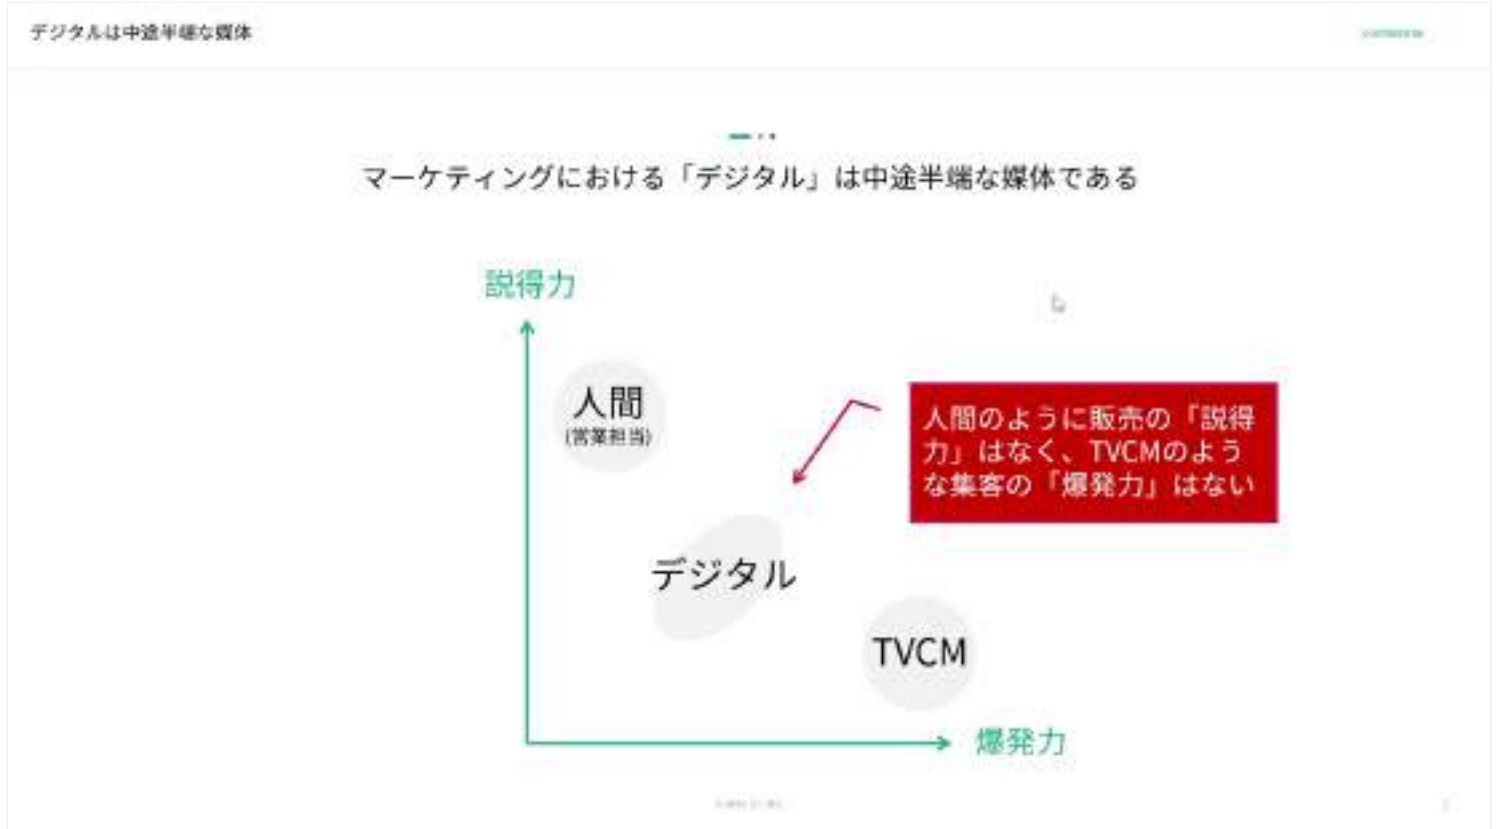 デジタルは中途半端な媒体
マーケティングにおける「デジタル」は中途半端な媒体である
説得力
人間
(営業担当)
人間のように販売の「説得
力」はなく、TVCMのよう
な集客の「爆発力」はない
デジタル
TVCM
爆発力